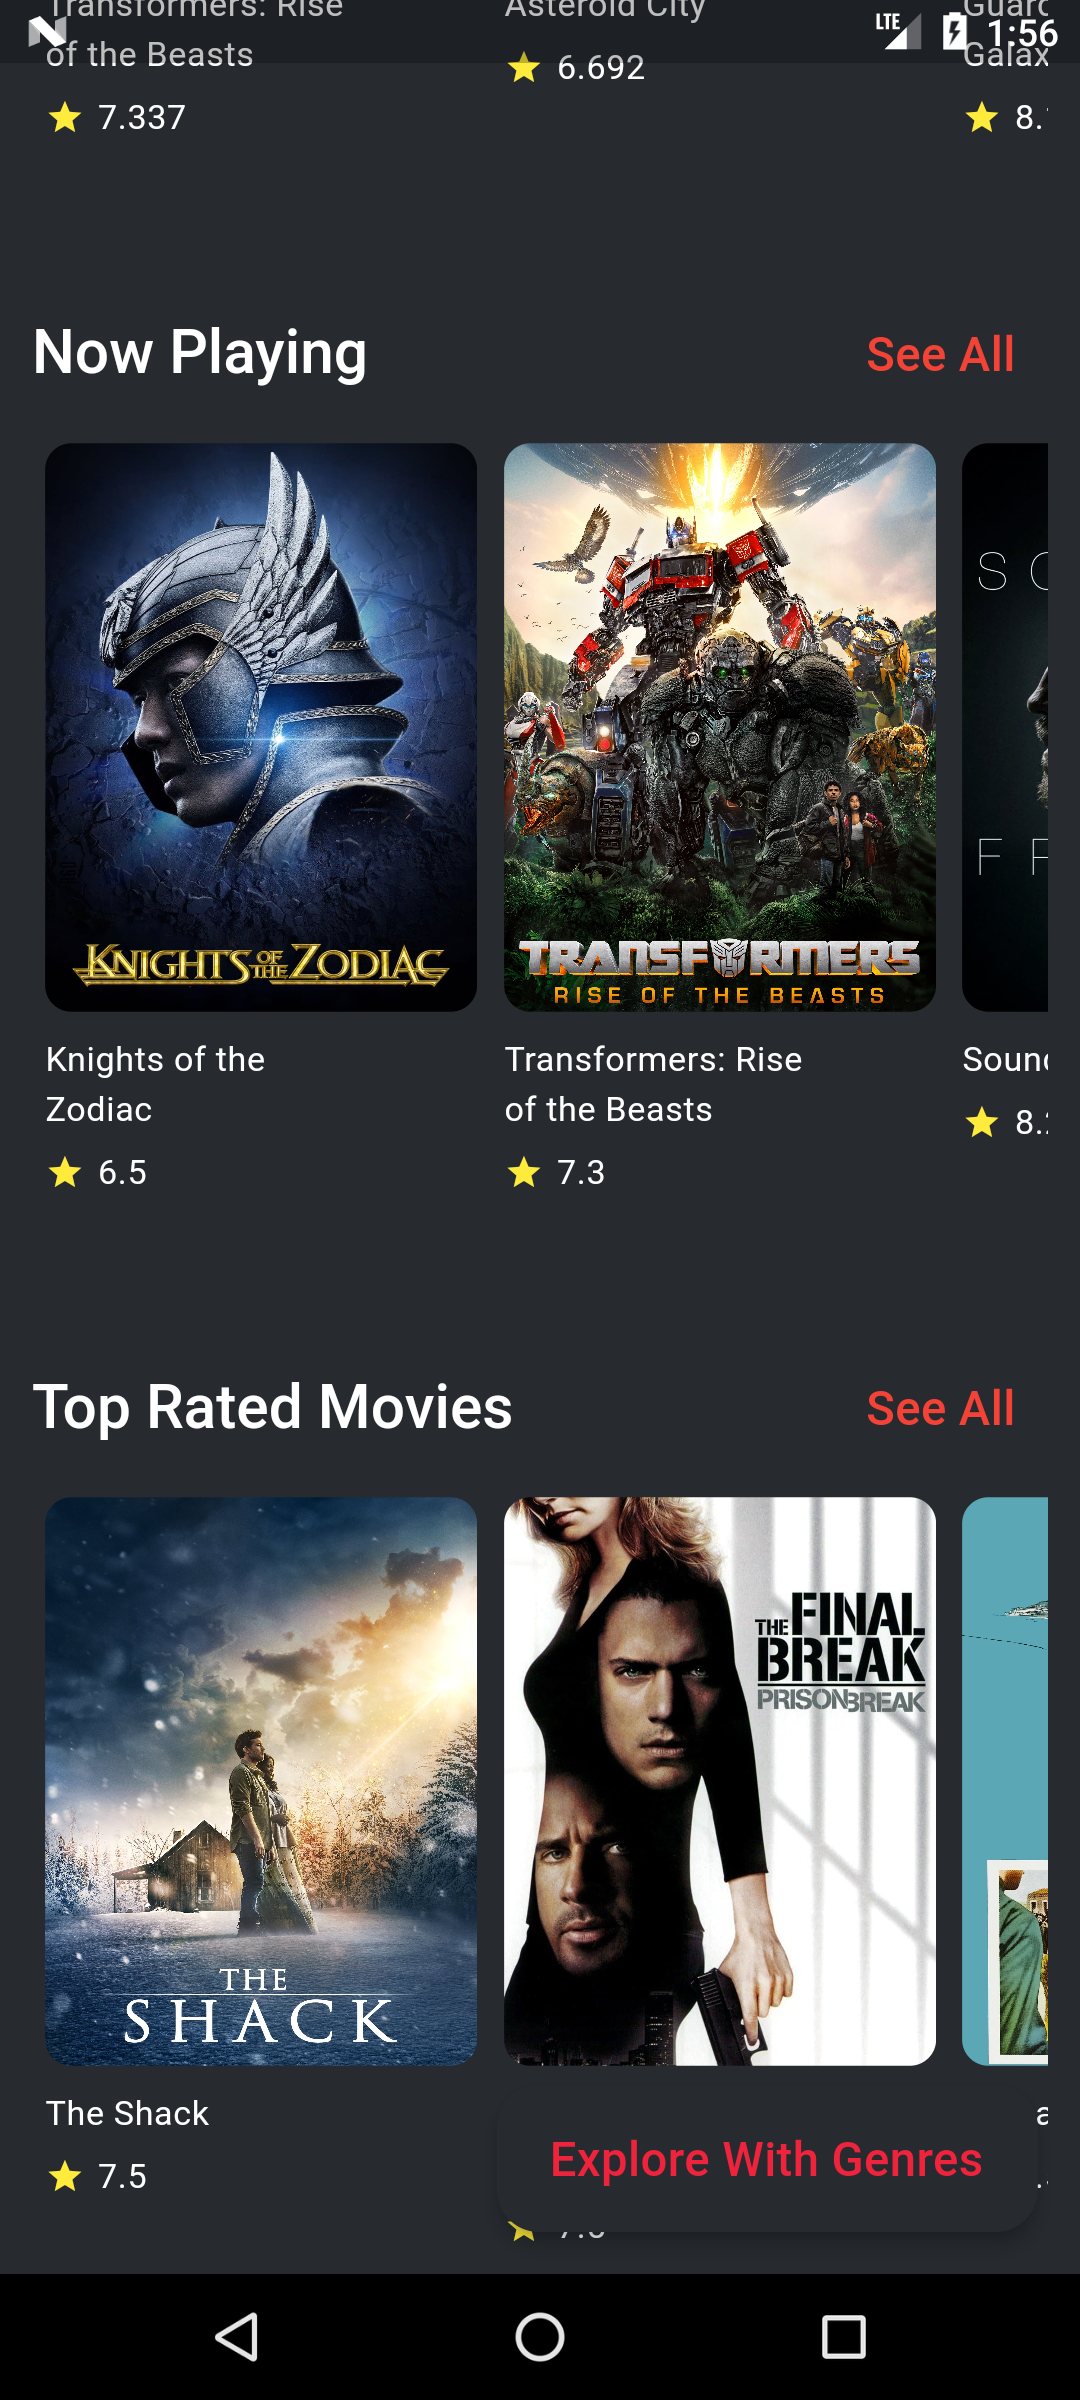 Transformers: Rise
of the Beasts
7.337
Asteroid City
6.692
LTE
1:56
8.
Now Playing
See All
KNIGHTS OF THE ZODIAC
TRANSFORMERS
RISE OF THE BEASTS
S
F
Knights of the
Zodiac
6.5
Transformers: Rise
of the Beasts
7.3
8.
Top Rated Movies
See All
THE
SHACK
THE FINAL
BREAK
PRISON BREAK
The Shack
7.5
Explore With Genres